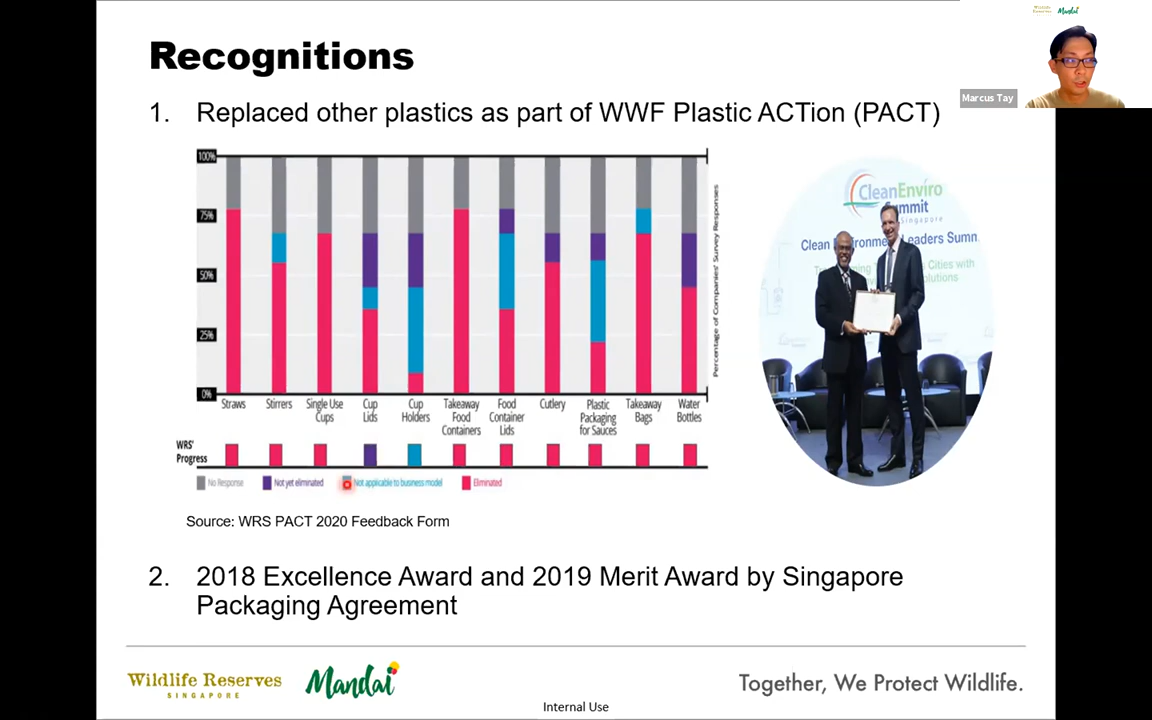 Wildlife
Reserves
Mandai
Marcus Tay
Recognitions
1. Replaced other plastics as part of WWF Plastic ACTion (PACT)
100%
75%
50%
25%
0%
Percentage of Companies' Survey Responses
Straws
Stirrers
Single Use
Cups
Cup
Lids
Cup
Holders
Takeaway
Food
Containers
Food
Container
Lids
Cutlery
Plastic
Packaging
for Sauces
Takeaway
Bags
Water
Bottles
WRS'
Progress
No Response
Not yet eliminated
Not applicable to business model
Eliminated
CleanEnviro
Summit
Singapore
Clean
Leaders Summ
Cities with
Source: WRS PACT 2020 Feedback Form
2. 2018 Excellence Award and 2019 Merit Award by Singapore
Packaging Agreement
Wildlife Reserves
SINGAPORE
Mandai
Together, We Protect Wildlife.
Internal Use